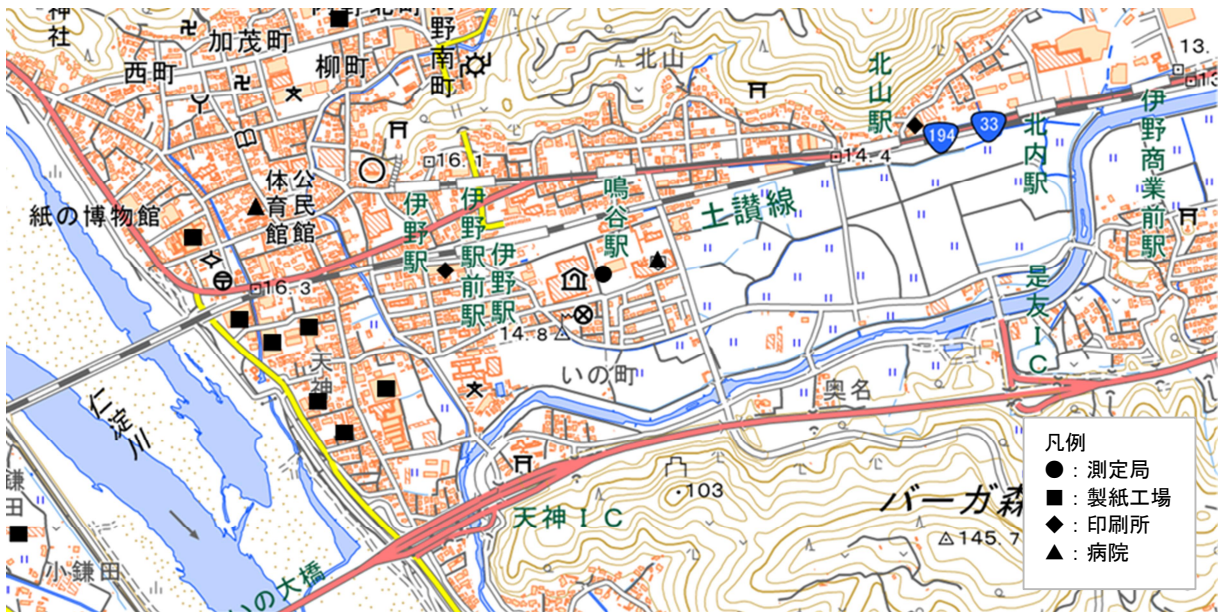 神社
加茂町
西町
柳町
野南町
北山
北山駅
194
33
13.
伊野商業前駅
北内駅
16.1
14.4
鳴谷駅
土讃線
公民館
体育館
紙の博物館
伊野駅
伊野駅前駅
伊野駅
是友IC
16.3
14.8
天神
いの町
奥名
仁淀川
凡例
●：測定局
■：製紙工場
◆：印刷所
▲：病院
103
バーガ森
145.7
天神IC
鎌田
小鎌田
いの大橋